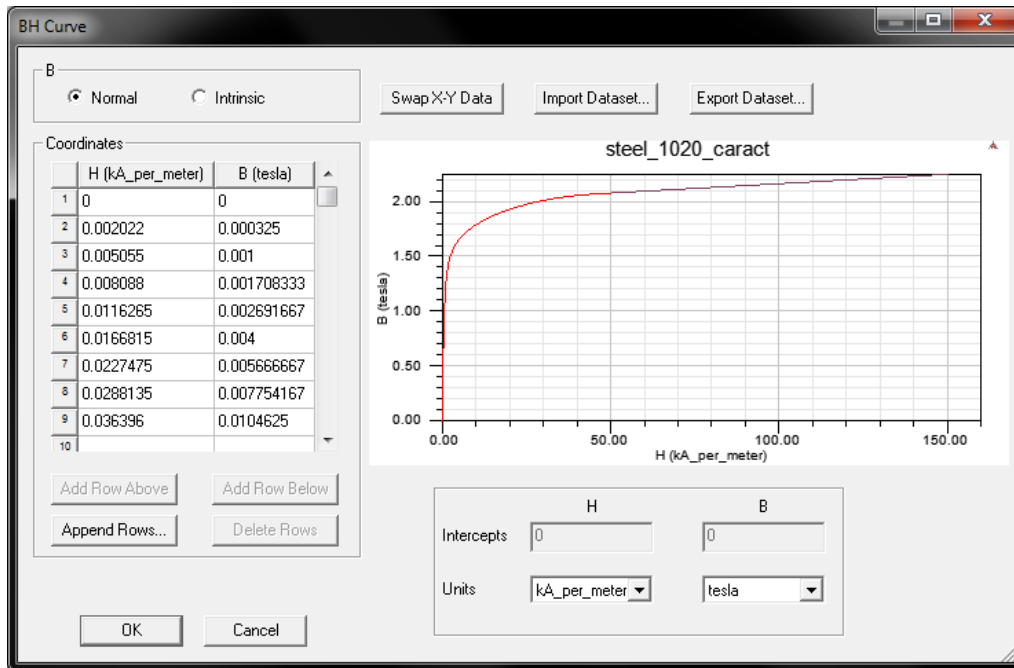 BH Curve
B
Normal Intrinsic
Swap X-Y Data Import Dataset... Export Dataset...
Coordinates
H (kA_per_meter) B (tesla)
1 0 0
2 0.002022 0.000325
3 0.005055 0.001
4 0.008088 0.001708333
5 0.0116265 0.002691667
6 0.0166815 0.004
7 0.0227475 0.005666667
8 0.0288135 0.007754167
9 0.036396 0.0104625
10
Add Row Above Add Row Below
Append Rows... Delete Rows
OK Cancel
steel_1020_caract
B (tesla)
2.00
1.50
1.00
0.50
0.00
0.00 50.00 100.00 150.00
H (kA_per_meter)
H B
Intercepts 0 0
Units kA_per_meter tesla